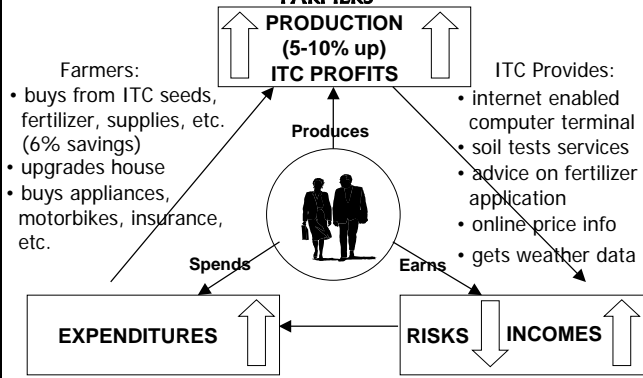 PRODUCTION
(5-10% up)
ITC PROFITS
Farmers:
• buys from ITC seeds,
fertilizer, supplies, etc.
(6% savings)
• upgrades house
• buys appliances,
motorbikes, insurance,
etc.
ITC Provides:
• internet enabled
computer terminal
• soil tests services
• advice on fertilizer
application
• online price info
• gets weather data
Produces
Spends
Earns
EXPENDITURES
RISKS
INCOMES